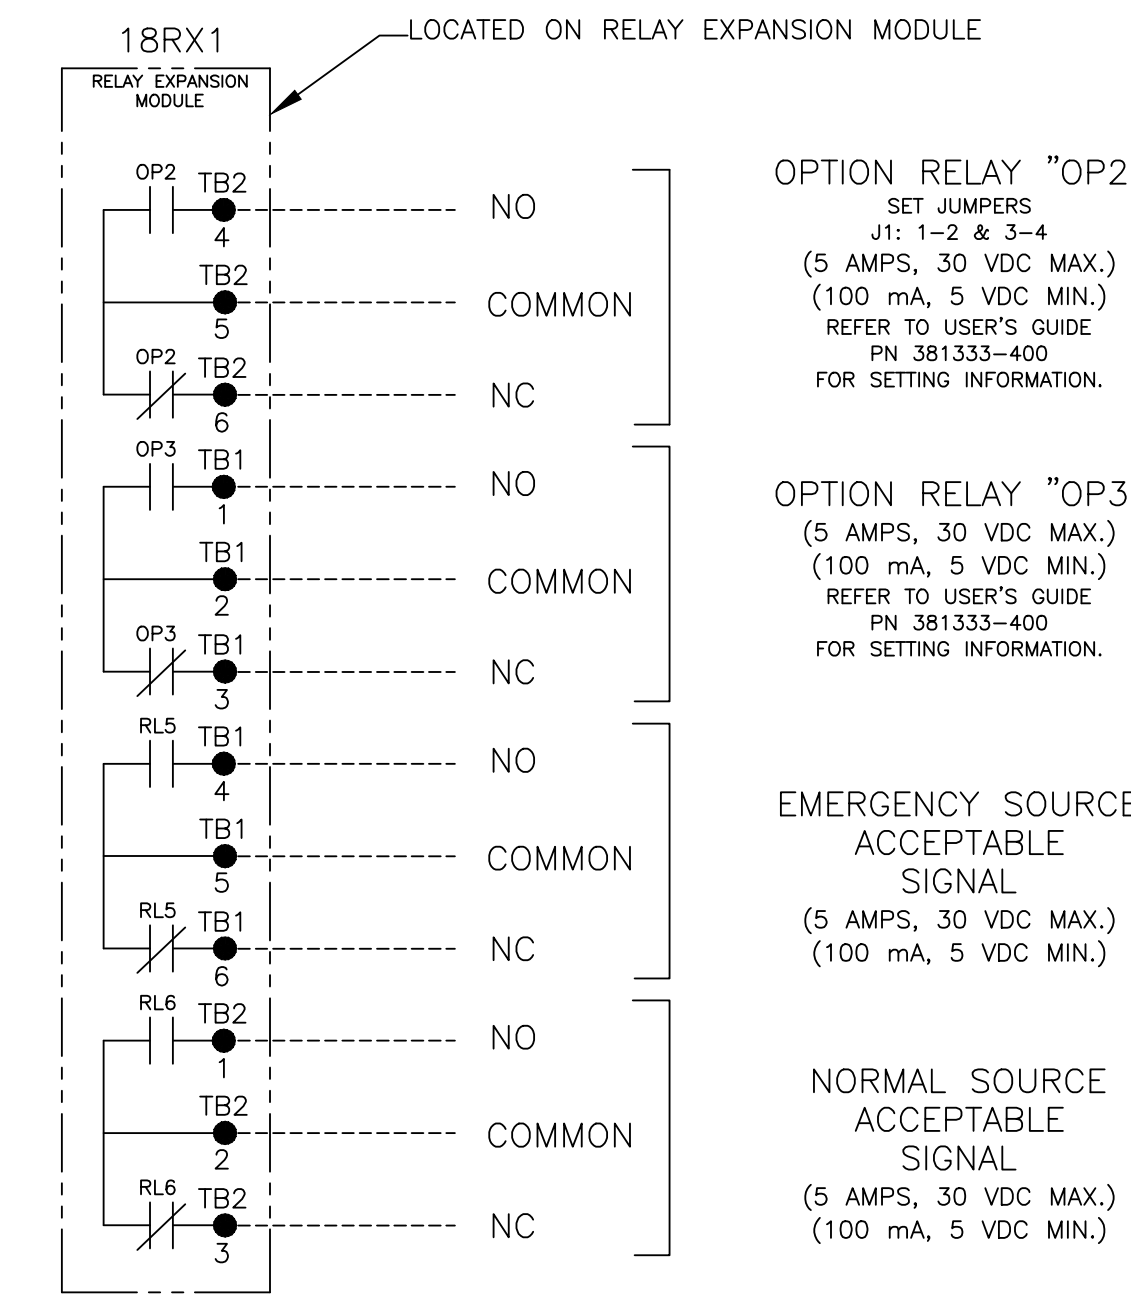 18RX1
LOCATED ON RELAY EXPANSION MODULE
RELAY EXPANSION
MODULE
OP2
TB2
4
NO
TB2
5
COMMON
OP2
TB2
6
NC
OPTION RELAY "OP2
SET JUMPERS
J1: 1-2 & 3-4
(5 AMPS, 30 VDC MAX.)
(100 mA, 5 VDC MIN.)
REFER TO USER'S GUIDE
PN 381333-400
FOR SETTING INFORMATION.
OP3
TB1
1
NO
TB1
2
COMMON
OP3
TB1
3
NC
OPTION RELAY "OP3
(5 AMPS, 30 VDC MAX.)
(100 mA, 5 VDC MIN.)
REFER TO USER'S GUIDE
PN 381333-400
FOR SETTING INFORMATION.
RL5
TB1
4
NO
TB1
5
COMMON
RL5
TB1
6
NC
EMERGENCY SOURCE
ACCEPTABLE
SIGNAL
(5 AMPS, 30 VDC MAX.)
(100 mA, 5 VDC MIN.)
RL6
TB2
1
NO
TB2
2
COMMON
RL6
TB2
3
NC
NORMAL SOURCE
ACCEPTABLE
SIGNAL
(5 AMPS, 30 VDC MAX.)
(100 mA, 5 VDC MIN.)